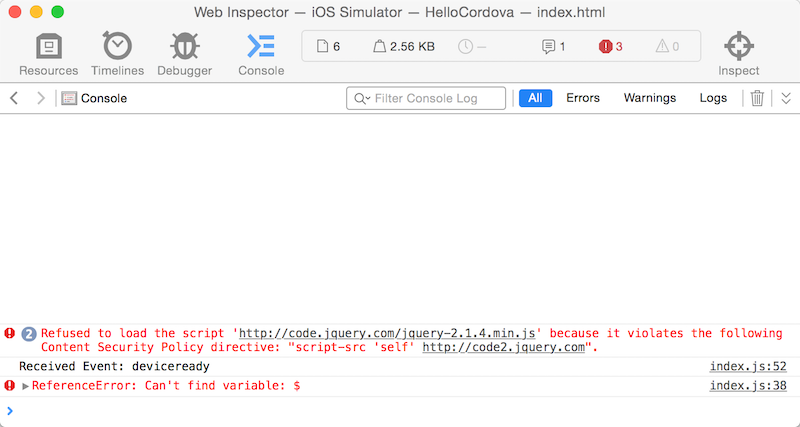 Web Inspector — iOS Simulator — HelloCordova — index.html
6 2.56 KB — 1 3 0
Resources Timelines Debugger Console Inspect
Console Filter Console Log All Errors Warnings Logs
2 Refused to load the script 'http://code.jquery.com/jquery-2.1.4.min.js' because it violates the following
Content Security Policy directive: "script-src 'self' http://code2.jquery.com".
Received Event: deviceready index.js:52
ReferenceError: Can't find variable: $ index.js:38